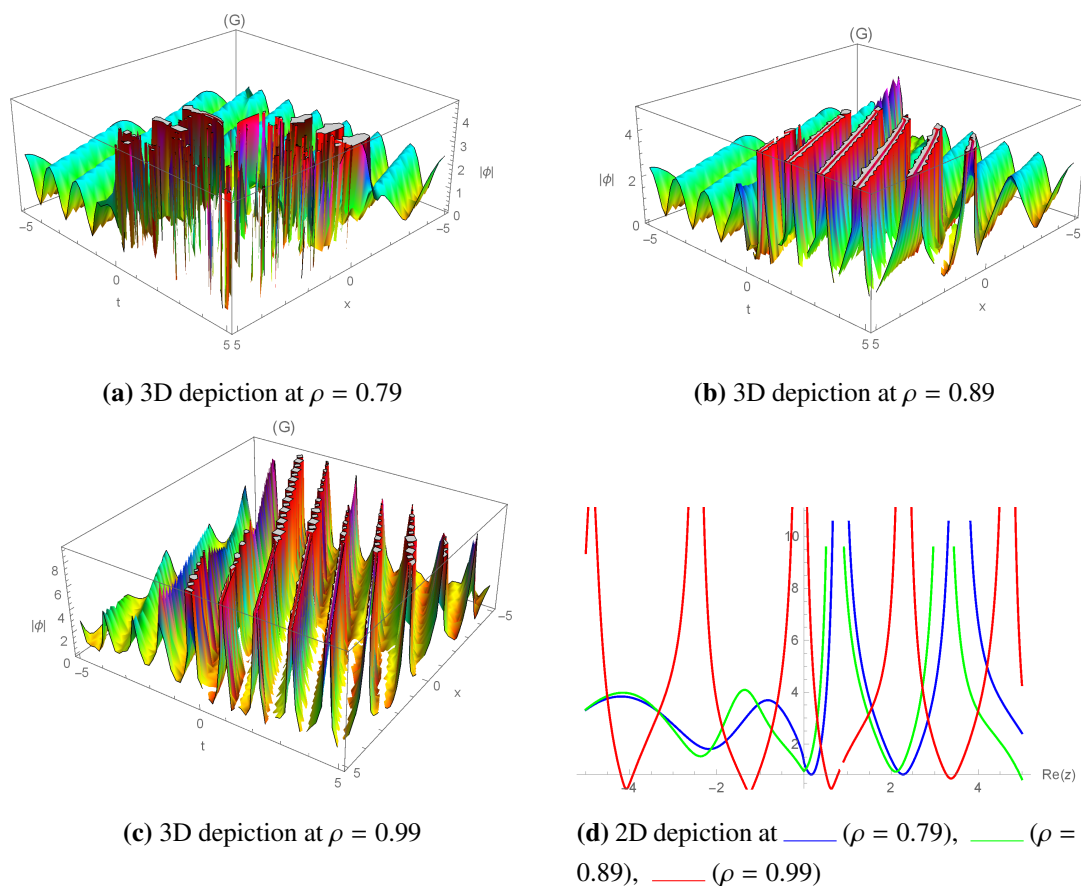 (G)
4
3
2
1
0
|ϕ|
−5
0
t
5
5
0
x
−5
(a) 3D depiction at ρ = 0.79
(G)
4
2
0
|ϕ|
−5
0
t
5
5
0
x
−5
(b) 3D depiction at ρ = 0.89
(G)
8
6
4
2
0
|ϕ|
−5
0
t
5
5
0
x
−5
(c) 3D depiction at ρ = 0.99
10
8
6
4
2
−4
−2
0
2
4
Re(z)
(d) 2D depiction at (ρ = 0.79), (ρ =
0.89), (ρ = 0.99)